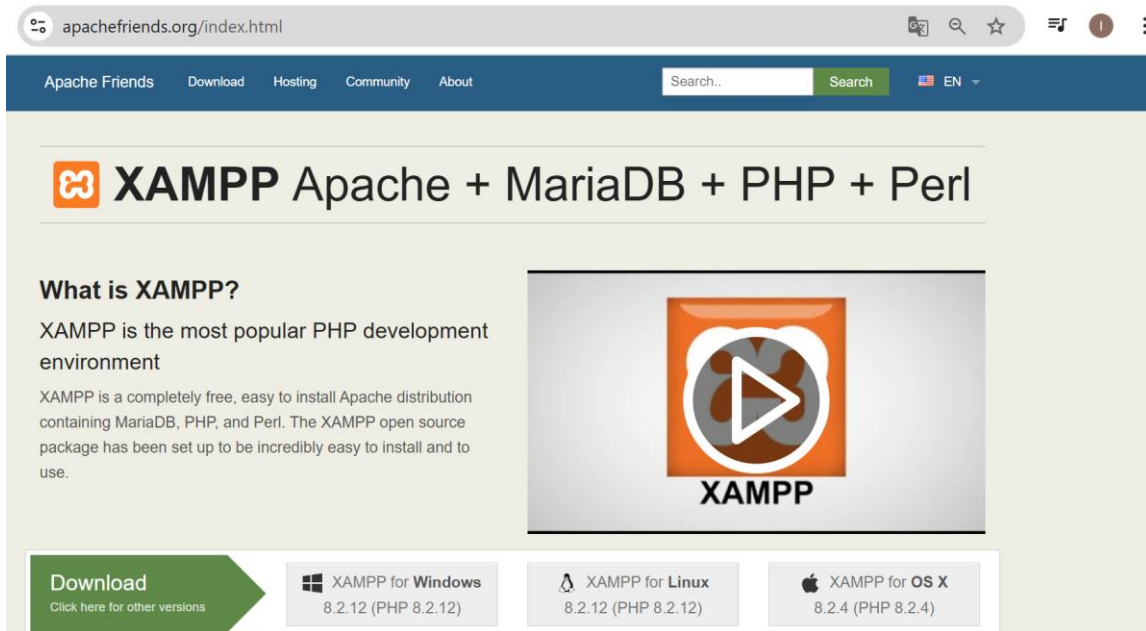 apachefriends.org/index.html
Apache Friends Download Hosting Community About Search.. Search EN
XAMPP Apache + MariaDB + PHP + Perl
What is XAMPP?
XAMPP is the most popular PHP development
environment
XAMPP is a completely free, easy to install Apache distribution
containing MariaDB, PHP, and Perl. The XAMPP open source
package has been set up to be incredibly easy to install and to
use.
XAMPP
Download
Click here for other versions
XAMPP for Windows
8.2.12 (PHP 8.2.12)
XAMPP for Linux
8.2.12 (PHP 8.2.12)
XAMPP for OS X
8.2.4 (PHP 8.2.4)